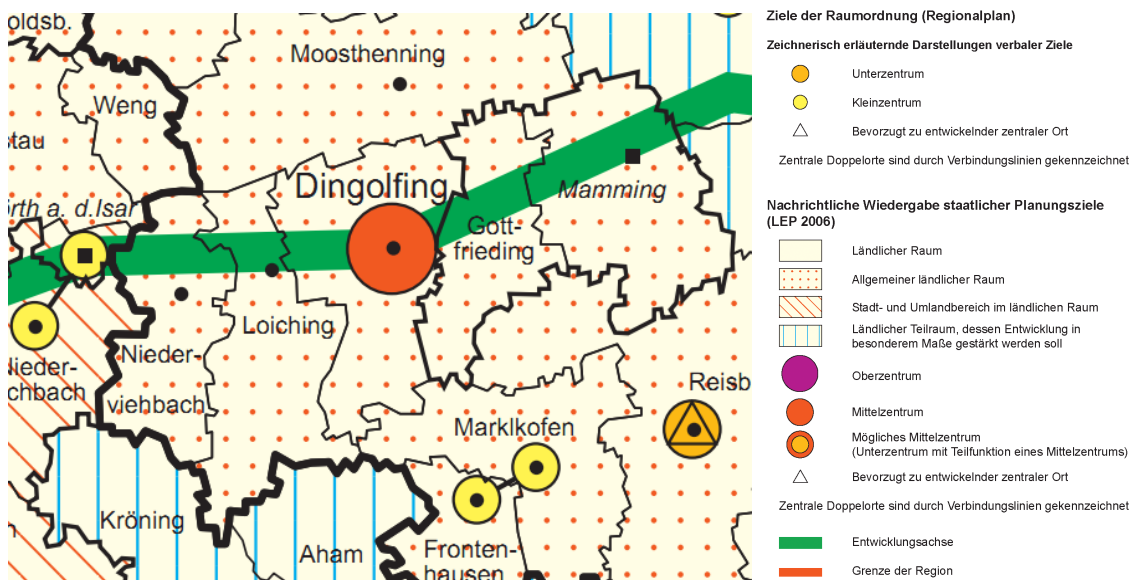 oldsb.
Moosthenning
Weng
tau
Dingolfing
Mamming
örth a. d.Isar
Gott-
frieding
Loiching
Nieder-
viehbach
lieder-
chbach
Reisb
Marklkofen
Kröning
Aham
Fronten-
hausen
n
Ziele der Raumordnung (Regionalplan)
Zeichnerisch erläuternde Darstellungen verbaler Ziele
Unterzentrum
Kleinzentrum
Bevorzugt zu entwickelnder zentraler Ort
Zentrale Doppelorte sind durch Verbindungslinien gekennzeichnet
Nachrichtliche Wiedergabe staatlicher Planungsziele
(LEP 2006)
Ländlicher Raum
Allgemeiner ländlicher Raum
Stadt- und Umlandbereich im ländlichen Raum
Ländlicher Teilraum, dessen Entwicklung in
besonderem Maße gestärkt werden soll
Oberzentrum
Mittelzentrum
Mögliches Mittelzentrum
(Unterzentrum mit Teilfunktion eines Mittelzentrums)
Bevorzugt zu entwickelnder zentraler Ort
Zentrale Doppelorte sind durch Verbindungslinien gekennzeichnet
Entwicklungsachse
Grenze der Region